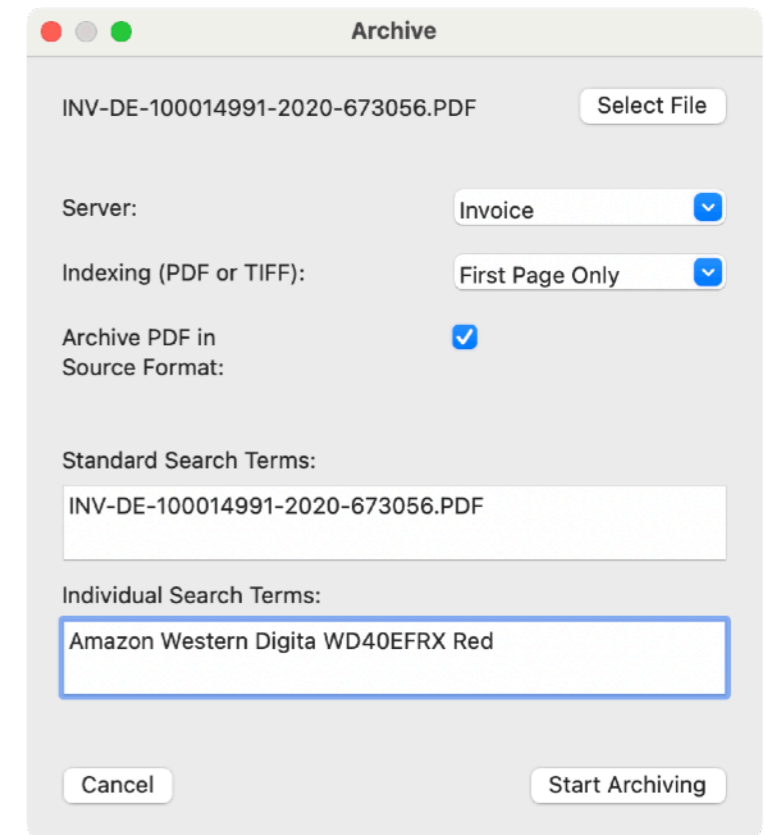 Archive
INV-DE-100014991-2020-673056.PDF Select File
Server: Invoice
Indexing (PDF or TIFF): First Page Only
Archive PDF in
Source Format:
Standard Search Terms:
INV-DE-100014991-2020-673056.PDF
Individual Search Terms:
Amazon Western Digita WD40EFRX Red
Cancel Start Archiving